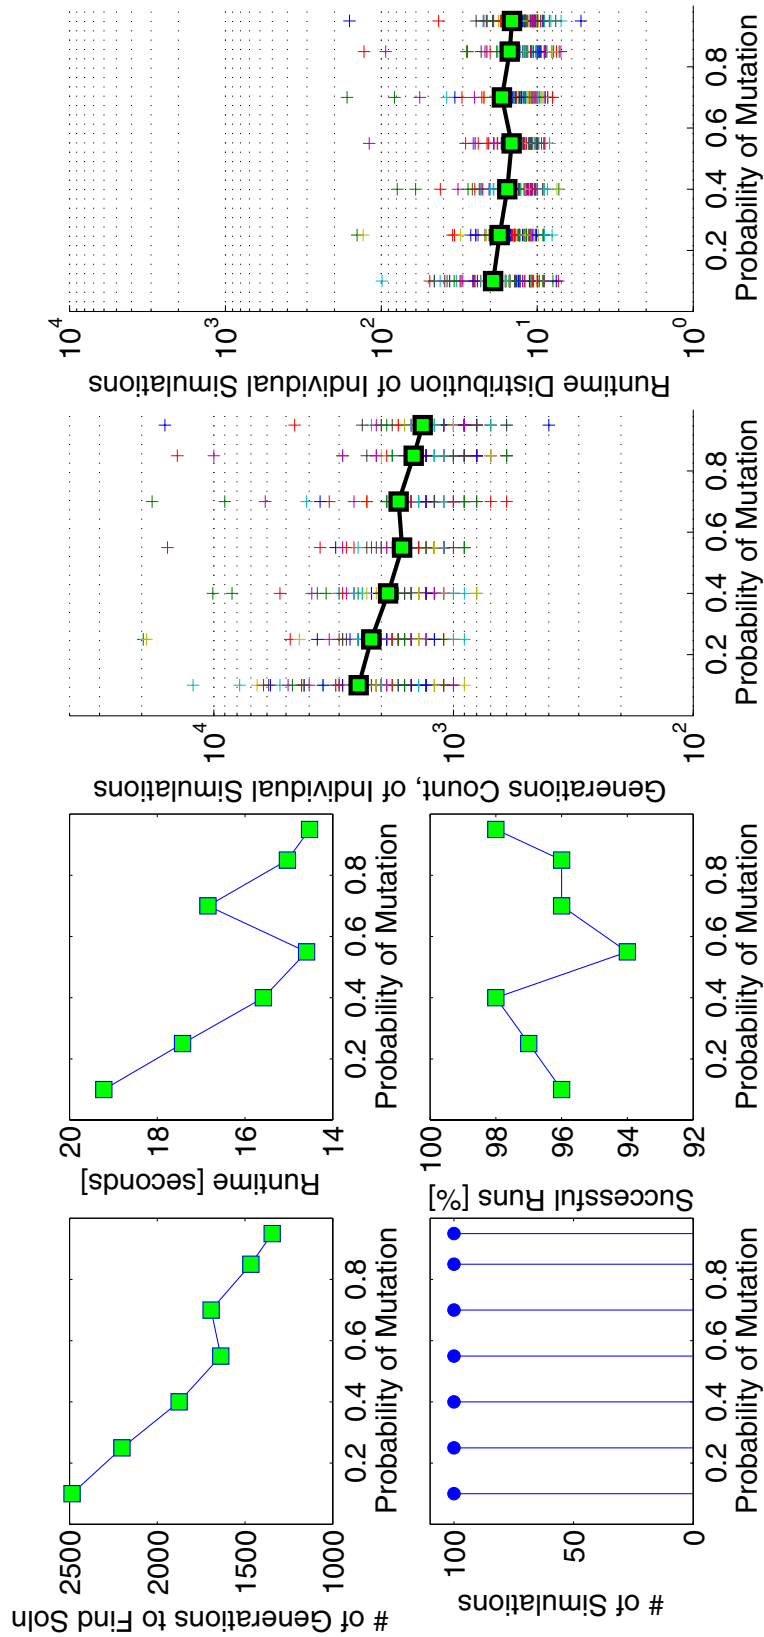 # of Generations to Find Soln
2500
2000
1500
1000
0.2 0.4 0.6 0.8
Probability of Mutation
Runtime [seconds]
20
18
16
14
0.2 0.4 0.6 0.8
Probability of Mutation
# of Simulations
100
50
0
0.2 0.4 0.6 0.8
Probability of Mutation
Successful Runs [%]
100
98
96
94
92
0.2 0.4 0.6 0.8
Probability of Mutation
Generations Count, of Individual Simulations
10^4
10^3
10^2
0.2 0.4 0.6 0.8
Probability of Mutation
Runtime Distribution of Individual Simulations
10^4
10^3
10^2
10^1
10^0
0.2 0.4 0.6 0.8
Probability of Mutation